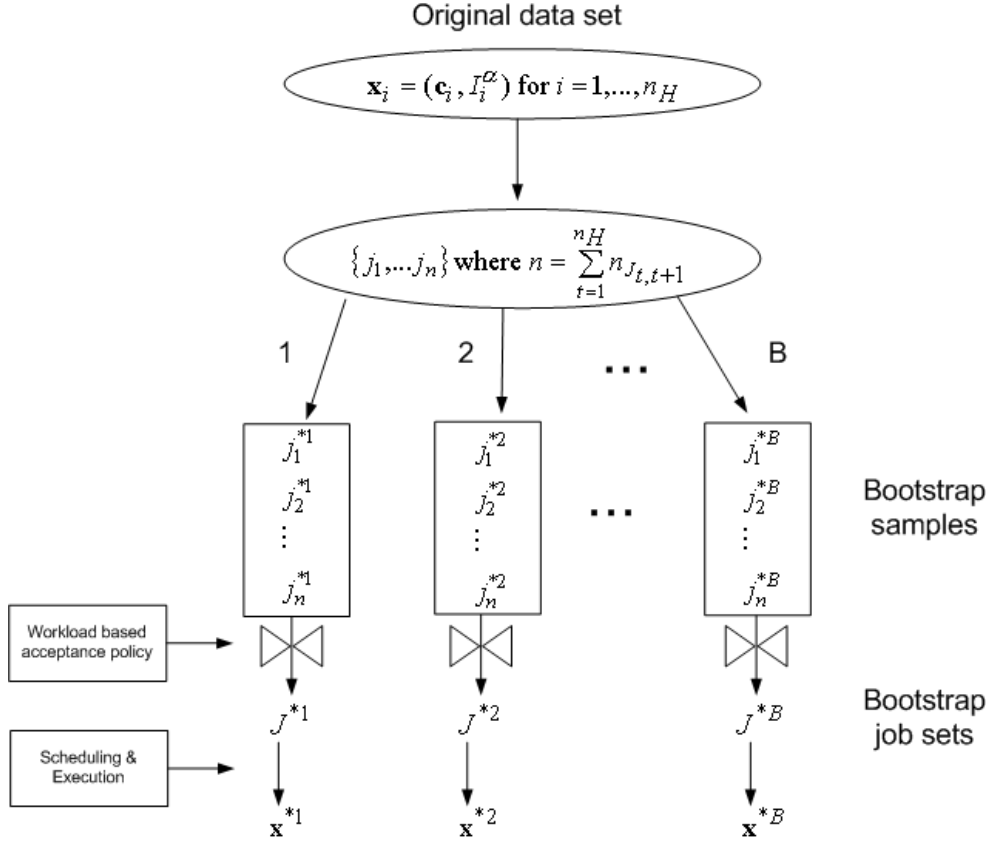 Original data set
𝐱_i = (𝐜_i , I_i^α) for i = 1,...,n_H
{j_1,...j_n} where n = ∑_{t=1}^{n_H} n_{J_{t,t+1}}
1 2 ... B
j_1^{*1} j_1^{*2} j_1^{*B}
j_2^{*1} j_2^{*2} ... j_2^{*B}
⋮ ⋮ ⋮
j_n^{*1} j_n^{*2} j_n^{*B}
Bootstrap
samples
Workload based
acceptance policy
J^{*1} J^{*2} J^{*B}
Bootstrap
job sets
Scheduling &
Execution
𝐱^{*1} 𝐱^{*2} 𝐱^{*B}